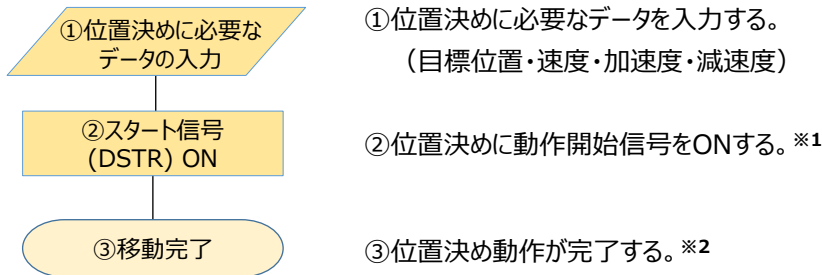 ①位置決めに必要な
データの入力
①位置決めに必要なデータを入力する。
（目標位置・速度・加速度・減速度）
②スタート信号
(DSTR) ON
②位置決めに動作開始信号をONする。※1
③移動完了
③位置決め動作が完了する。※2